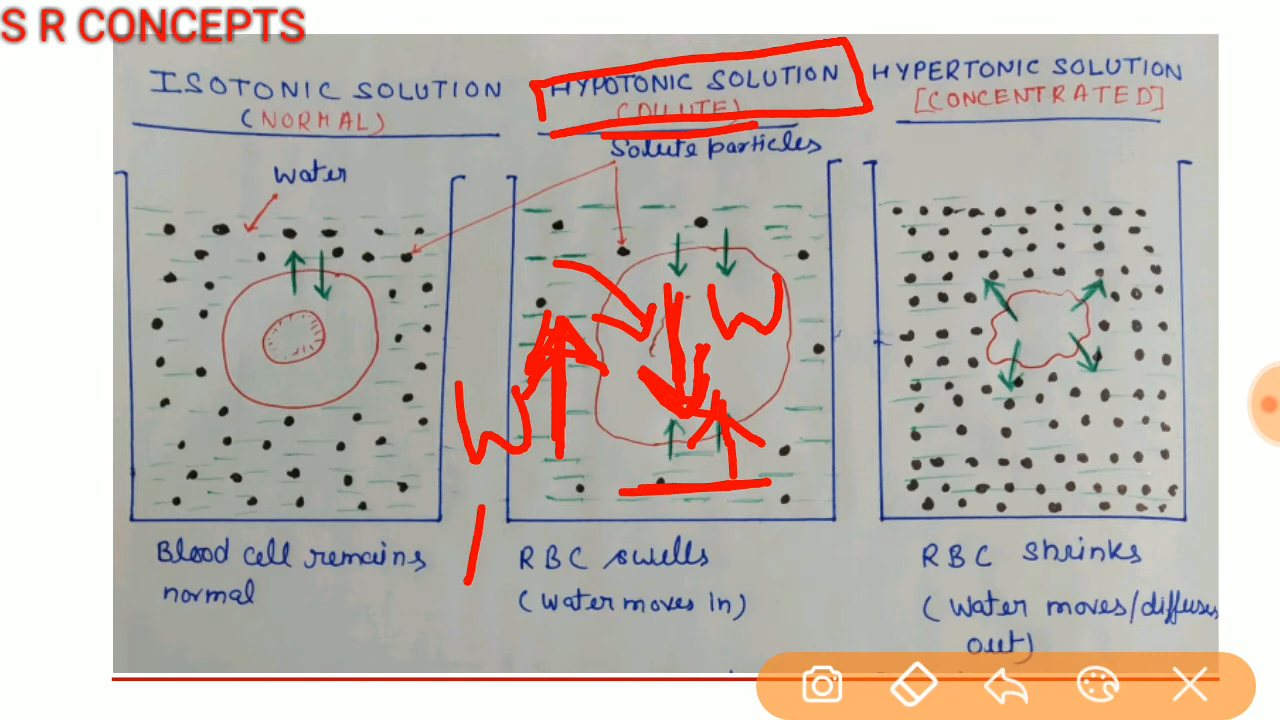 S R CONCEPTS
ISOTONIC SOLUTION
(NORMAL)
HYPOTONIC SOLUTION
(DILUTE)
HYPERTONIC SOLUTION
[CONCENTRATED]
Water
Solute particles
W
W
Blood cell remains
normal
RBC swells
(Water moves in)
RBC Shrinks
(Water moves/diffuses
out)